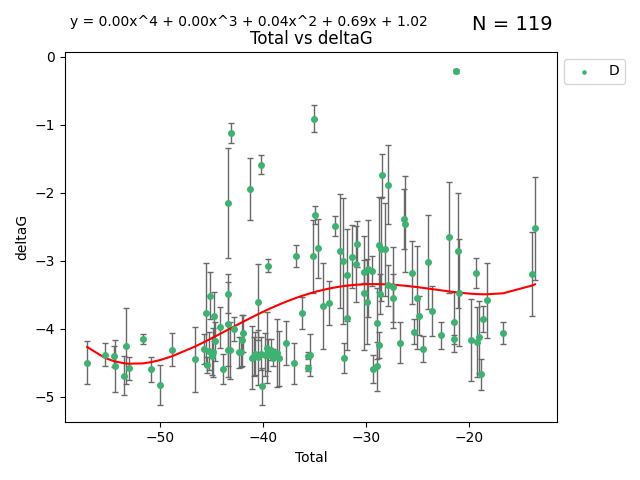 y = 0.00x^4 + 0.00x^3 + 0.04x^2 + 0.69x + 1.02
N = 119
Total vs deltaG
D
deltaG
0
−1
−2
−3
−4
−5
−50
−40
−30
−20
Total